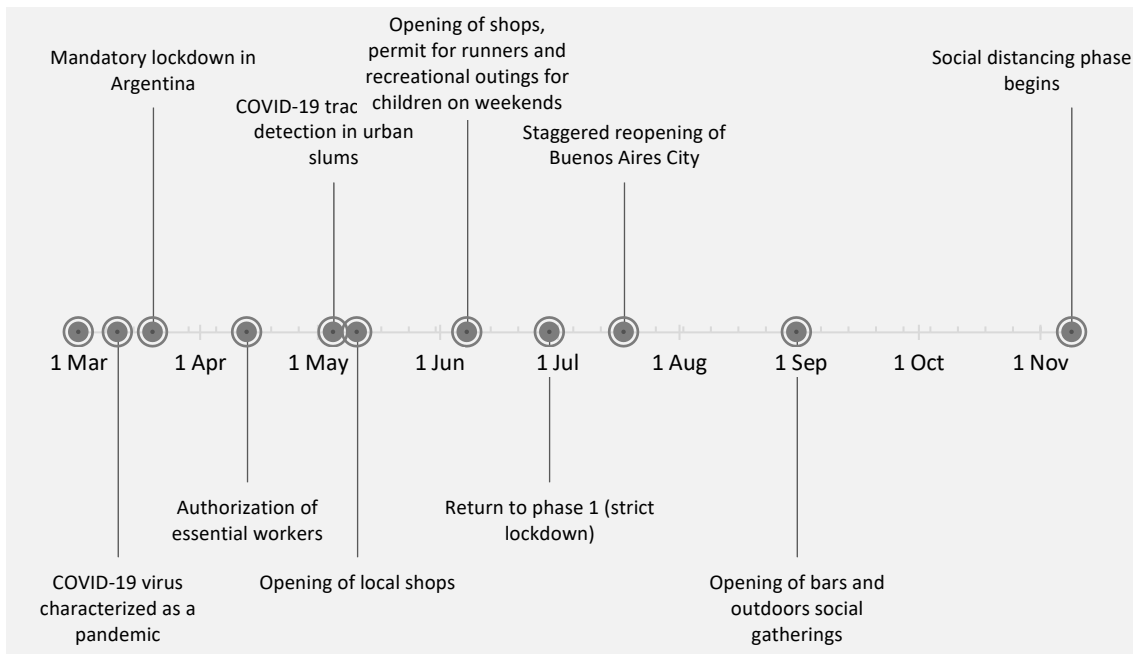 Mandatory lockdown in
Argentina
COVID-19 trac
detection in urban
slums
Opening of shops,
permit for runners and
recreational outings for
children on weekends
Staggered reopening of
Buenos Aires City
Social distancing phase
begins
1 Mar
1 Apr
1 May
1 Jun
1 Jul
1 Aug
1 Sep
1 Oct
1 Nov
Authorization of
essential workers
Return to phase 1 (strict
lockdown)
COVID-19 virus
characterized as a
pandemic
Opening of local shops
Opening of bars and
outdoors social
gatherings